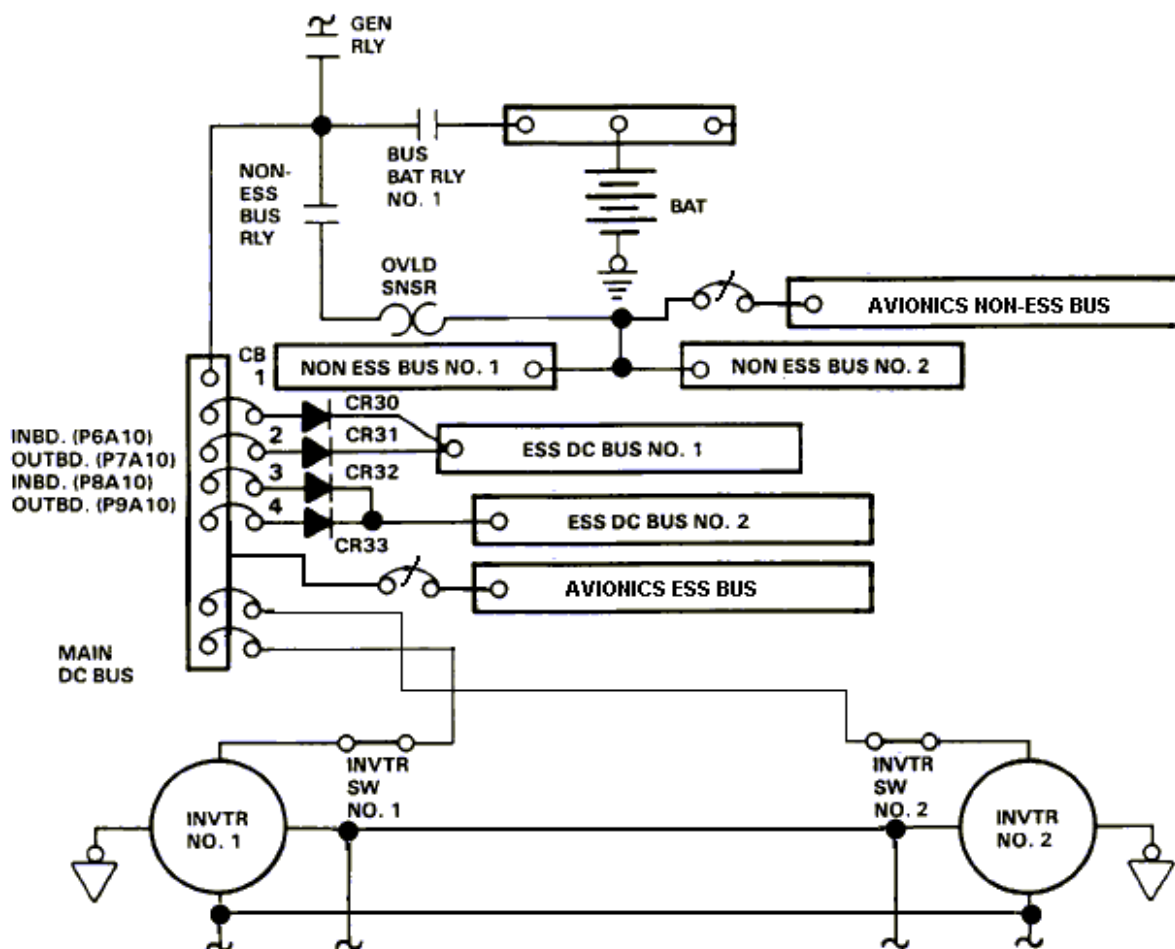 GEN
RLY
BUS
BAT RLY
NO. 1
NON-
ESS
BUS
RLY
BAT
OVLD
SNSR
AVIONICS NON-ESS BUS
CB
1
NON ESS BUS NO. 1
NON ESS BUS NO. 2
CR30
INBD. (P6A10)
2
CR31
OUTBD. (P7A10)
ESS DC BUS NO. 1
INBD. (P8A10)
3
CR32
OUTBD. (P9A10)
4
ESS DC BUS NO. 2
CR33
AVIONICS ESS BUS
MAIN
DC BUS
INVTR
SW
NO. 1
INVTR
SW
NO. 2
INVTR
NO. 1
INVTR
NO. 2